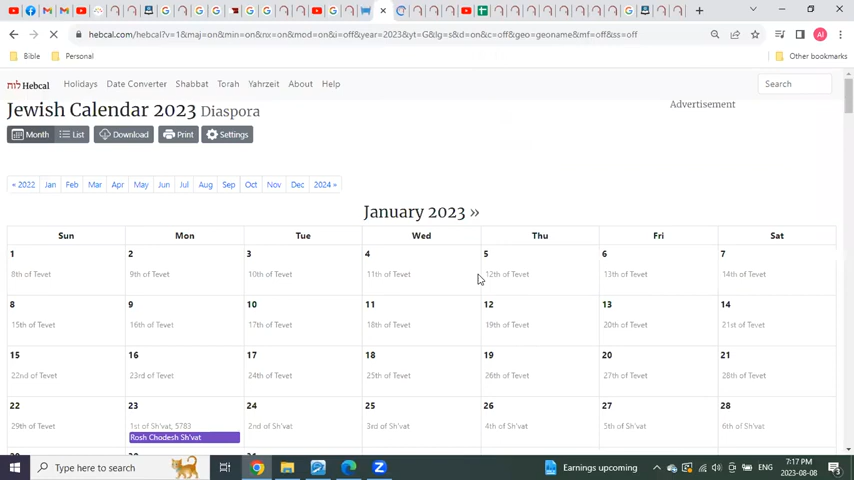 hebcal.com/hebcal?v=1&maj=on&min=on&nx=on&mod=on&i=off&year=2023&yt=G&lg=s&d=on&c=off&geo=geoname&mf=off&ss=off
Bible Personal Other bookmarks
לוח Hebcal Holidays Date Converter Shabbat Torah Yahrzeit About Help Search
Jewish Calendar 2023 Diaspora
Advertisement
Month List Download Print Settings
« 2022 Jan Feb Mar Apr May Jun Jul Aug Sep Oct Nov Dec 2024 »
January 2023 »
Sun Mon Tue Wed Thu Fri Sat
1 2 3 4 5 6 7
8th of Tevet 9th of Tevet 10th of Tevet 11th of Tevet 12th of Tevet 13th of Tevet 14th of Tevet
8 9 10 11 12 13 14
15th of Tevet 16th of Tevet 17th of Tevet 18th of Tevet 19th of Tevet 20th of Tevet 21st of Tevet
15 16 17 18 19 20 21
22nd of Tevet 23rd of Tevet 24th of Tevet 25th of Tevet 26th of Tevet 27th of Tevet 28th of Tevet
22 23 24 25 26 27 28
29th of Tevet 1st of Sh'vat, 5783 2nd of Sh'vat 3rd of Sh'vat 4th of Sh'vat 5th of Sh'vat 6th of Sh'vat
Rosh Chodesh Sh'vat
Type here to search Earnings upcoming ENG 7:17 PM
2023-08-08